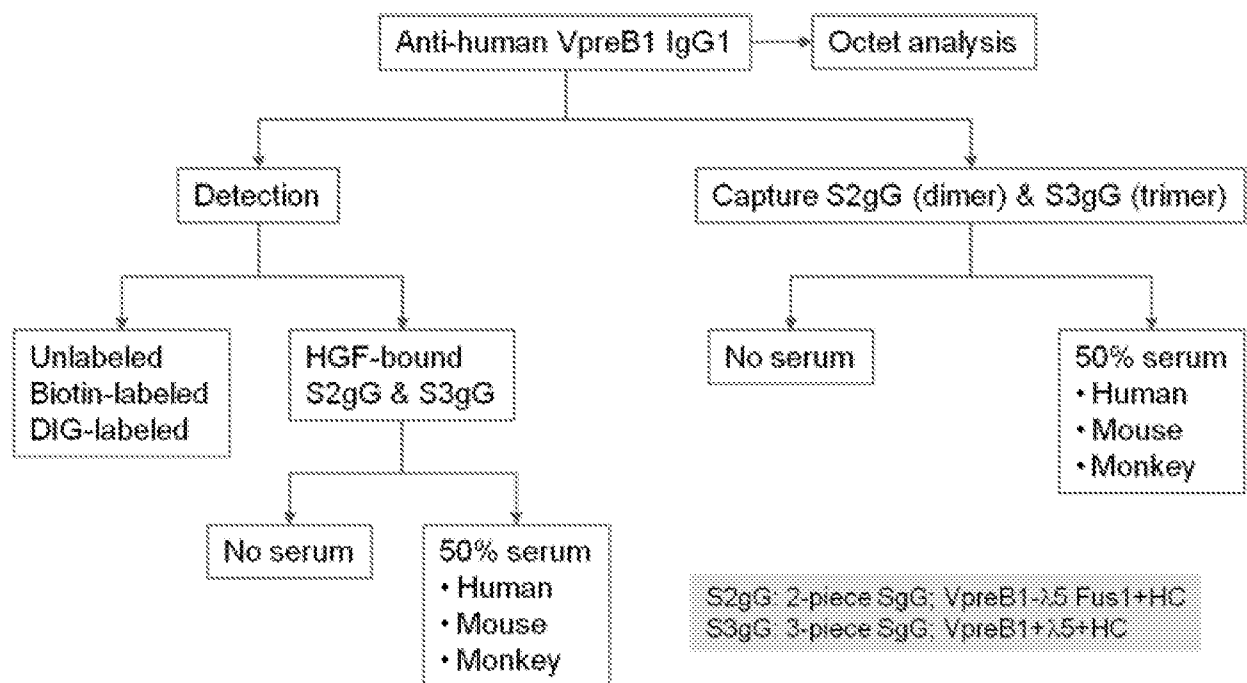 Anti-human VpreB1 IgG1
Octet analysis
Detection
Capture S2gG (dimer) & S3gG (trimer)
Unlabeled
Biotin-labeled
DIG-labeled
HGF-bound
S2gG & S3gG
No serum
50% serum
• Human
• Mouse
• Monkey
No serum
50% serum
• Human
• Mouse
• Monkey
S2gG: 2-piece SgG; VpreB1-λ5 Fus1+HC
S3gG: 3-piece SgG; VpreB1+λ5+HC